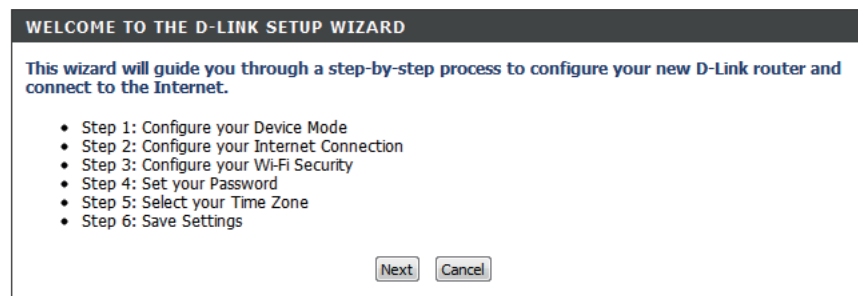 WELCOME TO THE D-LINK SETUP WIZARD
This wizard will guide you through a step-by-step process to configure your new D-Link router and
connect to the Internet.
• Step 1: Configure your Device Mode
• Step 2: Configure your Internet Connection
• Step 3: Configure your Wi-Fi Security
• Step 4: Set your Password
• Step 5: Select your Time Zone
• Step 6: Save Settings
Next Cancel